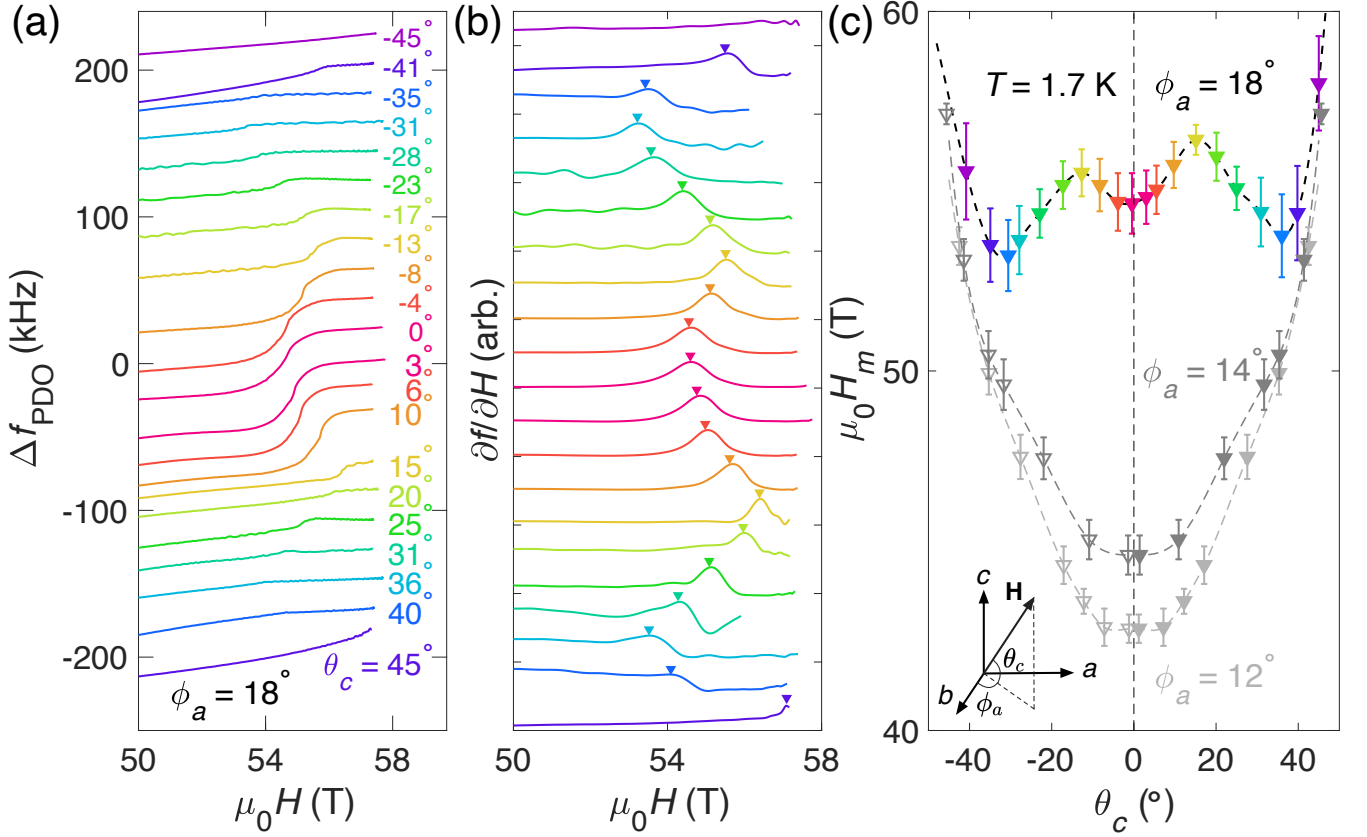 (a)
-45°
-41°
-35°
-31°
-28°
-23°
-17°
-13°
-8°
-4°
0°
3°
6°
10°
15°
20°
25°
31°
36°
40°
θc = 45°
ϕa = 18°
200
100
0
-100
-200
Δ fPDO (kHz)
50 54 58
μ0H (T)
(b)
∂f/∂H (arb.)
50 54 58
μ0H (T)
(c)
T = 1.7 K
ϕa = 18°
ϕa = 14°
ϕa = 12°
60
50
40
μ0Hm (T)
c
H
θc
a
b
ϕa
-40 -20 0 20 40
θc (°)